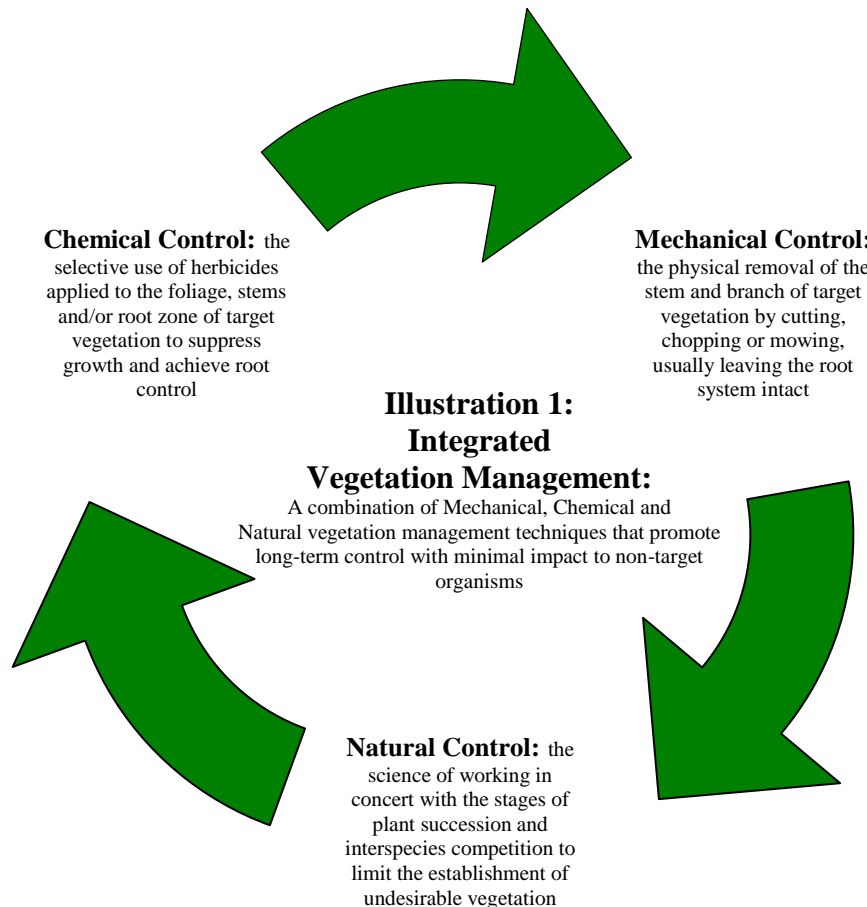 Chemical Control: the
selective use of herbicides
applied to the foliage, stems
and/or root zone of target
vegetation to suppress
growth and achieve root
control
Mechanical Control:
the physical removal of the
stem and branch of target
vegetation by cutting,
chopping or mowing,
usually leaving the root
system intact
Illustration 1:
Integrated
Vegetation Management:
A combination of Mechanical, Chemical and
Natural vegetation management techniques that promote
long-term control with minimal impact to non-target
organisms
Natural Control: the
science of working in
concert with the stages of
plant succession and
interspecies competition to
limit the establishment of
undesirable vegetation